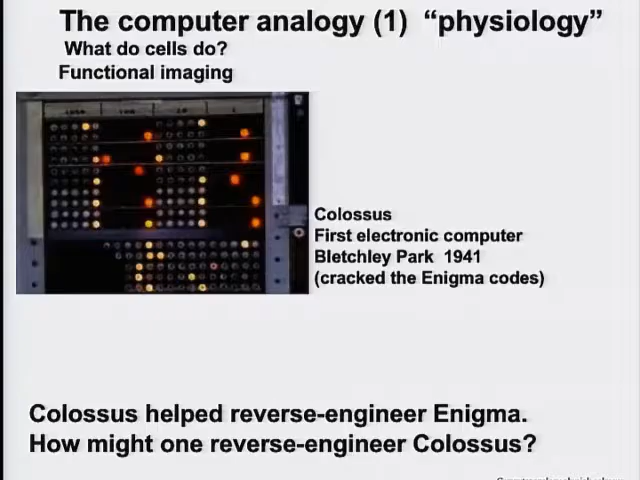 The computer analogy (1) “physiology”
What do cells do?
Functional imaging
Colossus
First electronic computer
Bletchley Park 1941
(cracked the Enigma codes)
Colossus helped reverse-engineer Enigma.
How might one reverse-engineer Colossus?